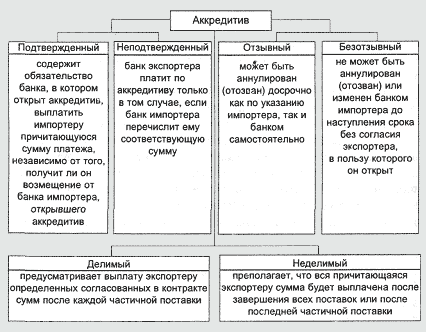 Аккредитив
Подтвержденный
содержит
обязательство
банка, в котором
открыт аккредитив,
выплатить
импортеру
причитающуюся
сумму платежа,
независимо от того,
получит ли он
возмещение от
банка импортера,
открывшего
аккредитив
Неподтвержденный
банк экспортера
платит по
аккредитиву только
в том случае, если
банк импортера
перечислит ему
соответствующую
сумму
Отзывный
может быть
аннулирован
(отозван) досрочно
как по указанию
импортера, так и
банком
самостоятельно
Безотзывный
не может быть
аннулирован
(отозван) или
изменен банком
импортера до
наступления срока
без согласия
экспортера,
в пользу которого
он открыт
Делимый
предусматривает выплату экспортеру
определенных согласованных в контракте
сумм после каждой частичной поставки
Неделимый
преполагает, что вся причитающаяся
экспортеру сумма будет выплачена после
завершения всех поставок или после
последней частичной поставки